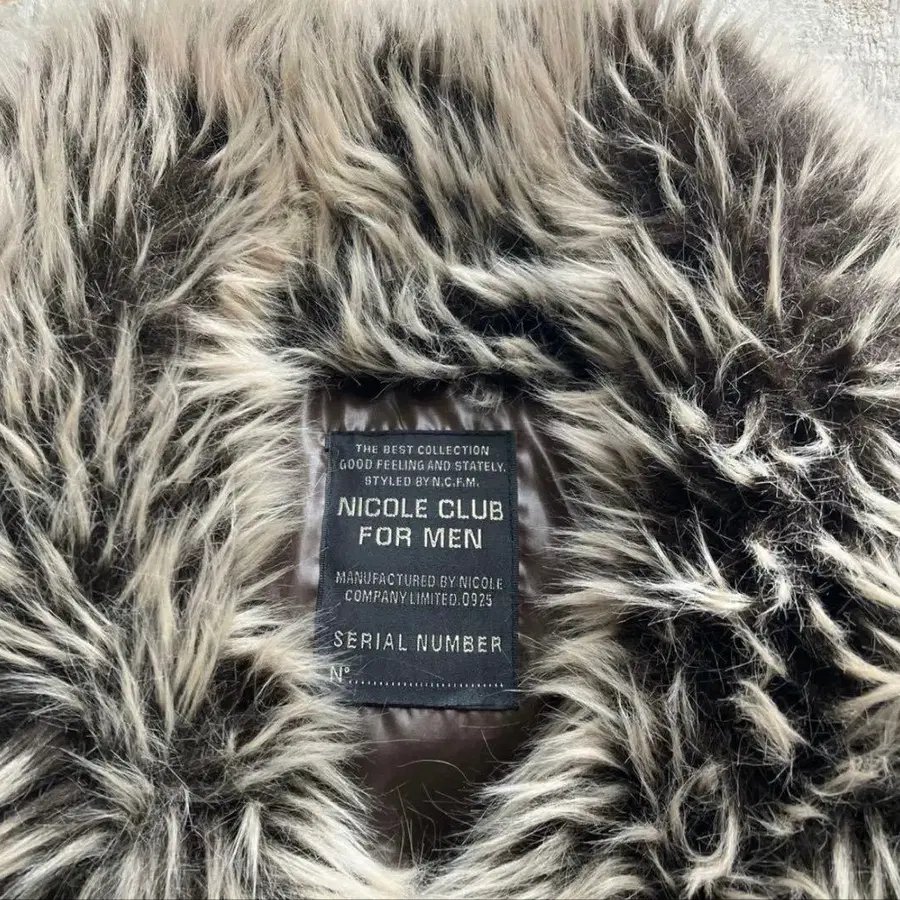 THE BEST COLLECTION
GOOD FEELING AND STATELY.
STYLED BY N.C.F.M.
NICOLE CLUB
FOR MEN
MANUFACTURED BY NICOLE
COMPANY LIMITED.0925
SERIAL NUMBER
N°..............................